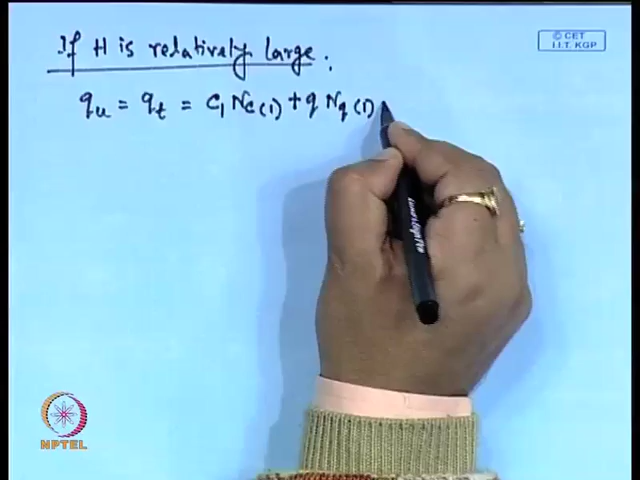 If H is relatively large :
qu = qt = C1 Nc(1) + q Nq(1)
© CET
I.I.T. KGP
NPTEL